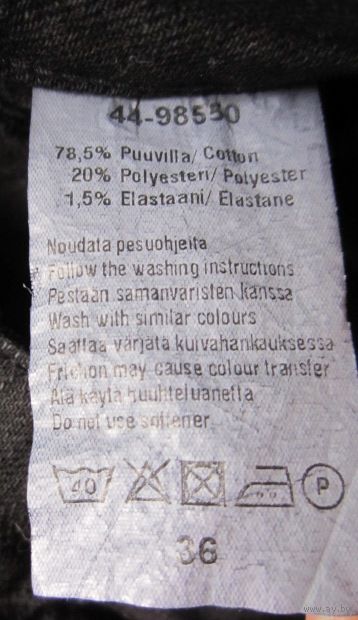 44-98530
78,5% Puuvilla/ Cotton
20% Polyesteri/ Polyester
1,5% Elastaani/ Elastane
Noudata pesuohjeita
Follow the washing instructions
Pestään samanväristen kanssa
Wash with similar colours
Saattaa värjätä kuivahankauksessa
Friction may cause colour transfer
Älä käytä huuhteluainetta
Do not use softener
40
P
36
www.ay.by